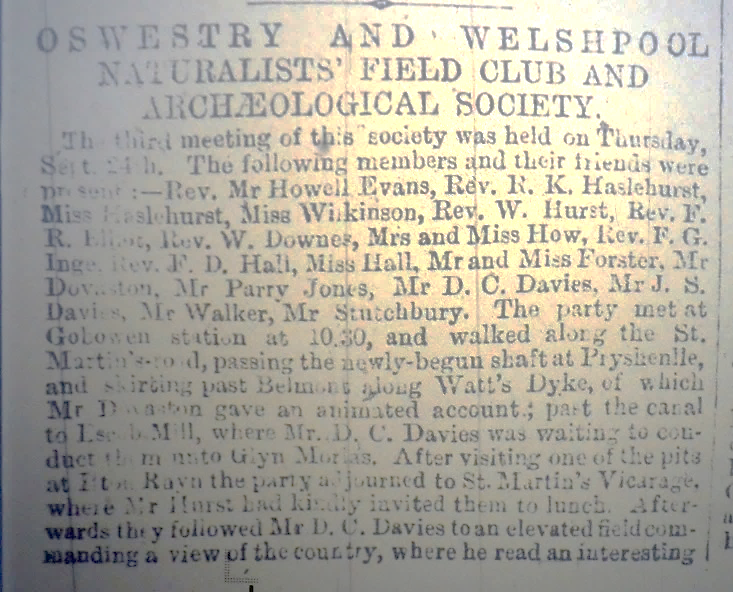 OSWESTRY AND WELSHPOOL
NATURALISTS' FIELD CLUB AND
ARCHÆOLOGICAL SOCIETY.
The third meeting of this society was held on Thursday,
Sept. 24th. The following members and their friends were
present :—Rev. Mr Howell Evans, Rev. R. K. Haslehurst,
Miss Haslehurst, Miss Wilkinson, Rev. W. Hurst, Rev. F.
R. Rev. W. Downes, Mrs and Miss How, Rev. F. G.
Inge, Rev. F. D. Hall, Miss Hall, Mr and Miss Forster, Mr
Dovaston, Mr Parry Jones, Mr D. C. Davies, Mr J. S.
Davies, Mr Walker, Mr Stutchbury. The party met at
Gobowen station at 10.30, and walked along the St.
Martin's-road, passing the newly-begun shaft at
and skirting past Belmont along Watt's Dyke, of which
Mr Dovaston gave an animated account; past the canal
to Mill, where Mr. D. C. Davies was waiting to con-
duct them unto Glyn After visiting one of the pits
at Rayn the party adjourned to St. Martin's Vicarage,
where Mr Hurst had kindly invited them to lunch. After-
wards they followed Mr D. C. Davies to an elevated field com-
manding a view of the country, where he read an interesting